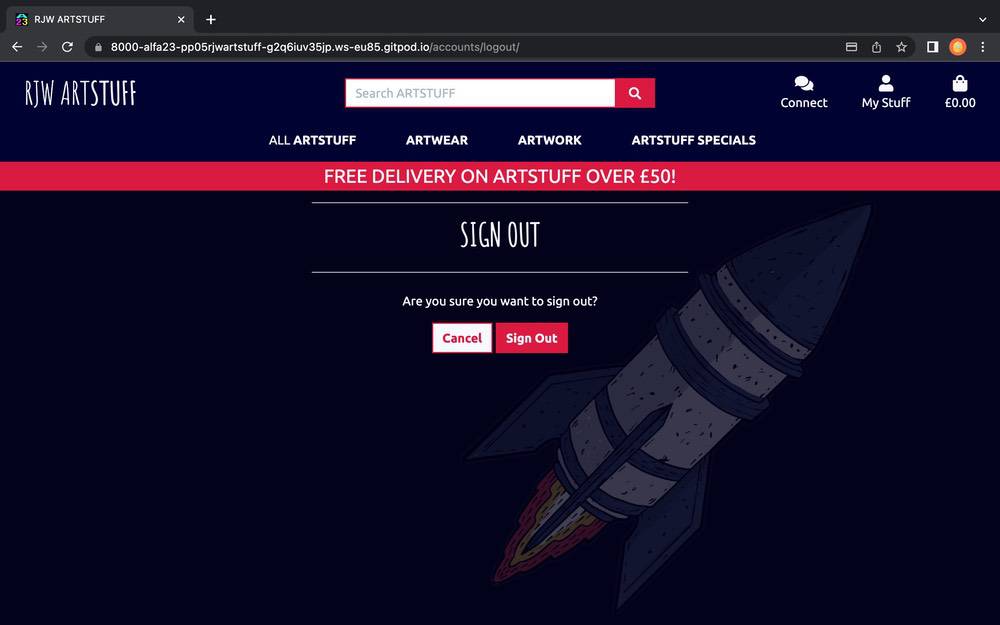 RJW ARTSTUFF
8000-alfa23-pp05rjwartstuff-g2q6iuv35jp.ws-eu85.gitpod.io/accounts/logout/
RJW ARTSTUFF
Search ARTSTUFF
Connect
My Stuff
£0.00
ALL ARTSTUFF
ARTWEAR
ARTWORK
ARTSTUFF SPECIALS
FREE DELIVERY ON ARTSTUFF OVER £50!
SIGN OUT
Are you sure you want to sign out?
Cancel
Sign Out